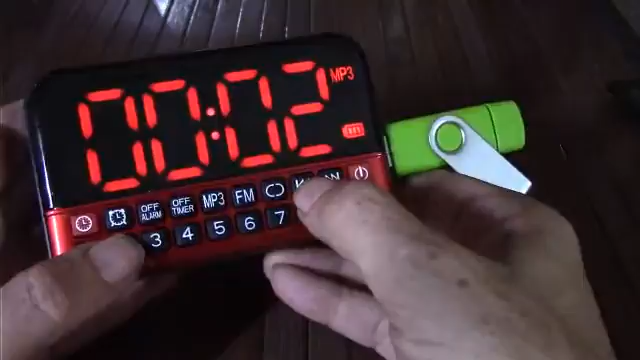 00:02
MP3
OFF ALARM OFF TIMER MP3 FM
3 4 5 6 7